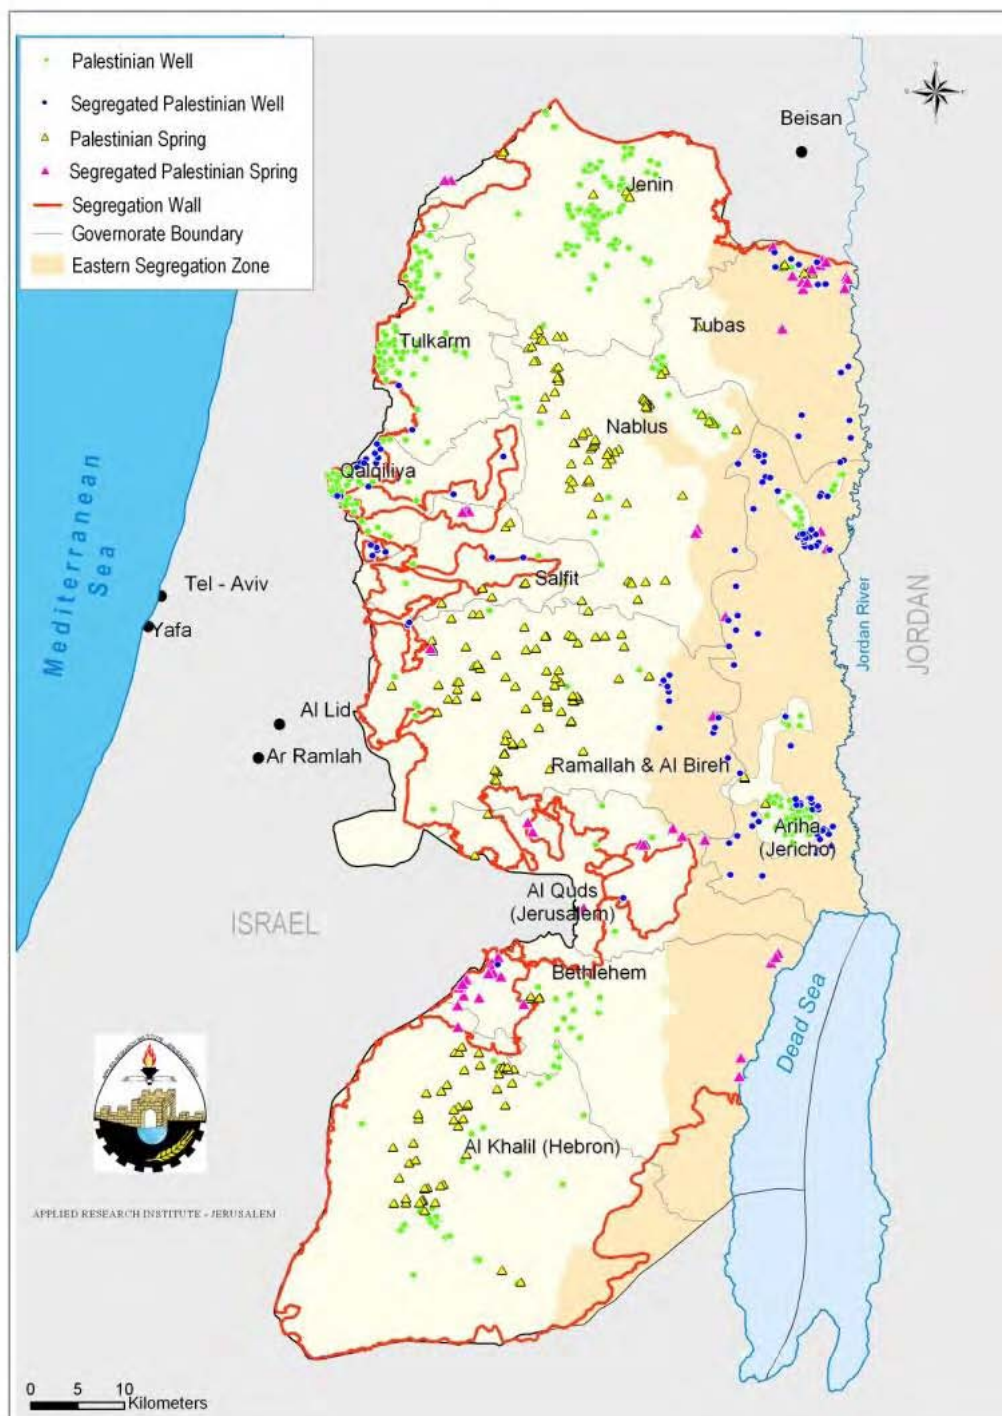 Palestinian Well
Segregated Palestinian Well
Palestinian Spring
Segregated Palestinian Spring
Segregation Wall
Governorate Boundary
Eastern Segregation Zone
Beisan
Jenin
Tubas
Tulkarm
Nablus
Qalqiliya
Mediterranean
Sea
Salfit
Tel - Aviv
Yafa
Jordan River
JORDAN
Al Lid
Ar Ramlah
Ramallah & Al Bireh
Ariha
(Jericho)
Al Quds
(Jerusalem)
ISRAEL
Bethlehem
Dead Sea
Al Khalil (Hebron)
APPLIED RESEARCH INSTITUTE - JERUSALEM
0 5 10
Kilometers